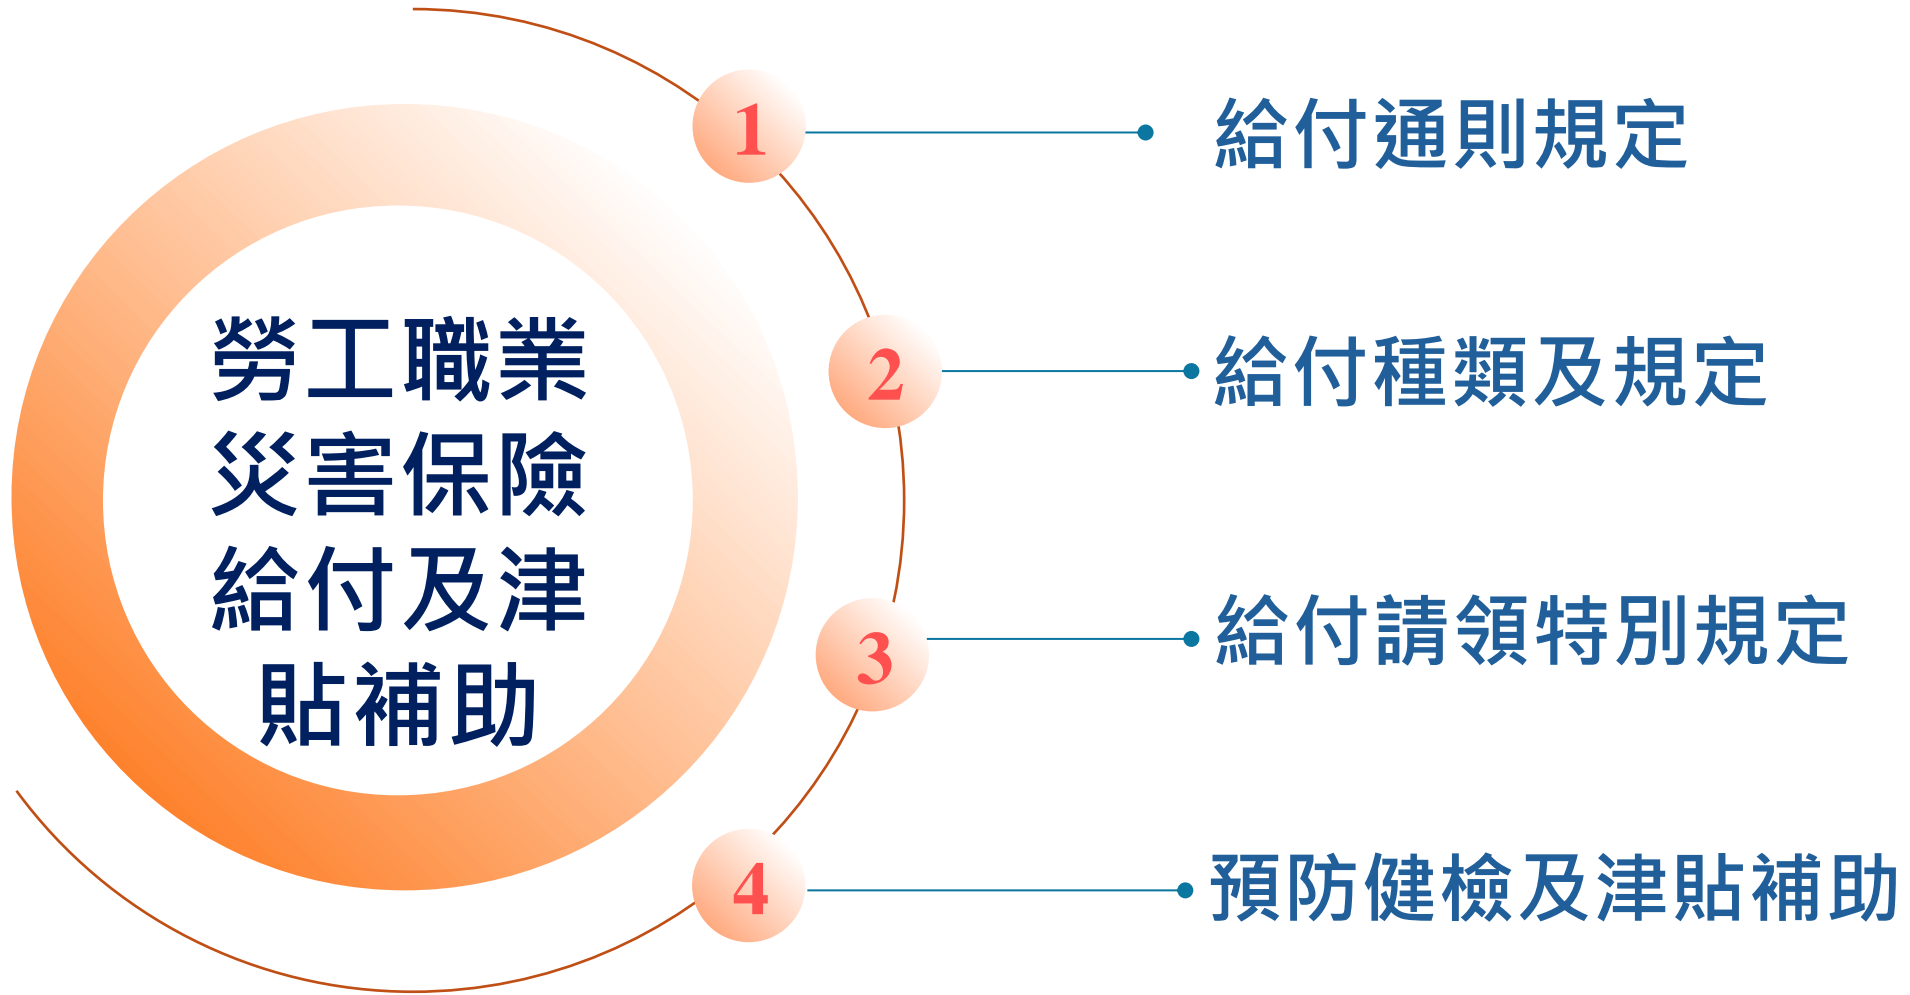 勞工職業
災害保險
給付及津
貼補助
1
給付通則規定
2
給付種類及規定
3
給付請領特別規定
4
預防健檢及津貼補助